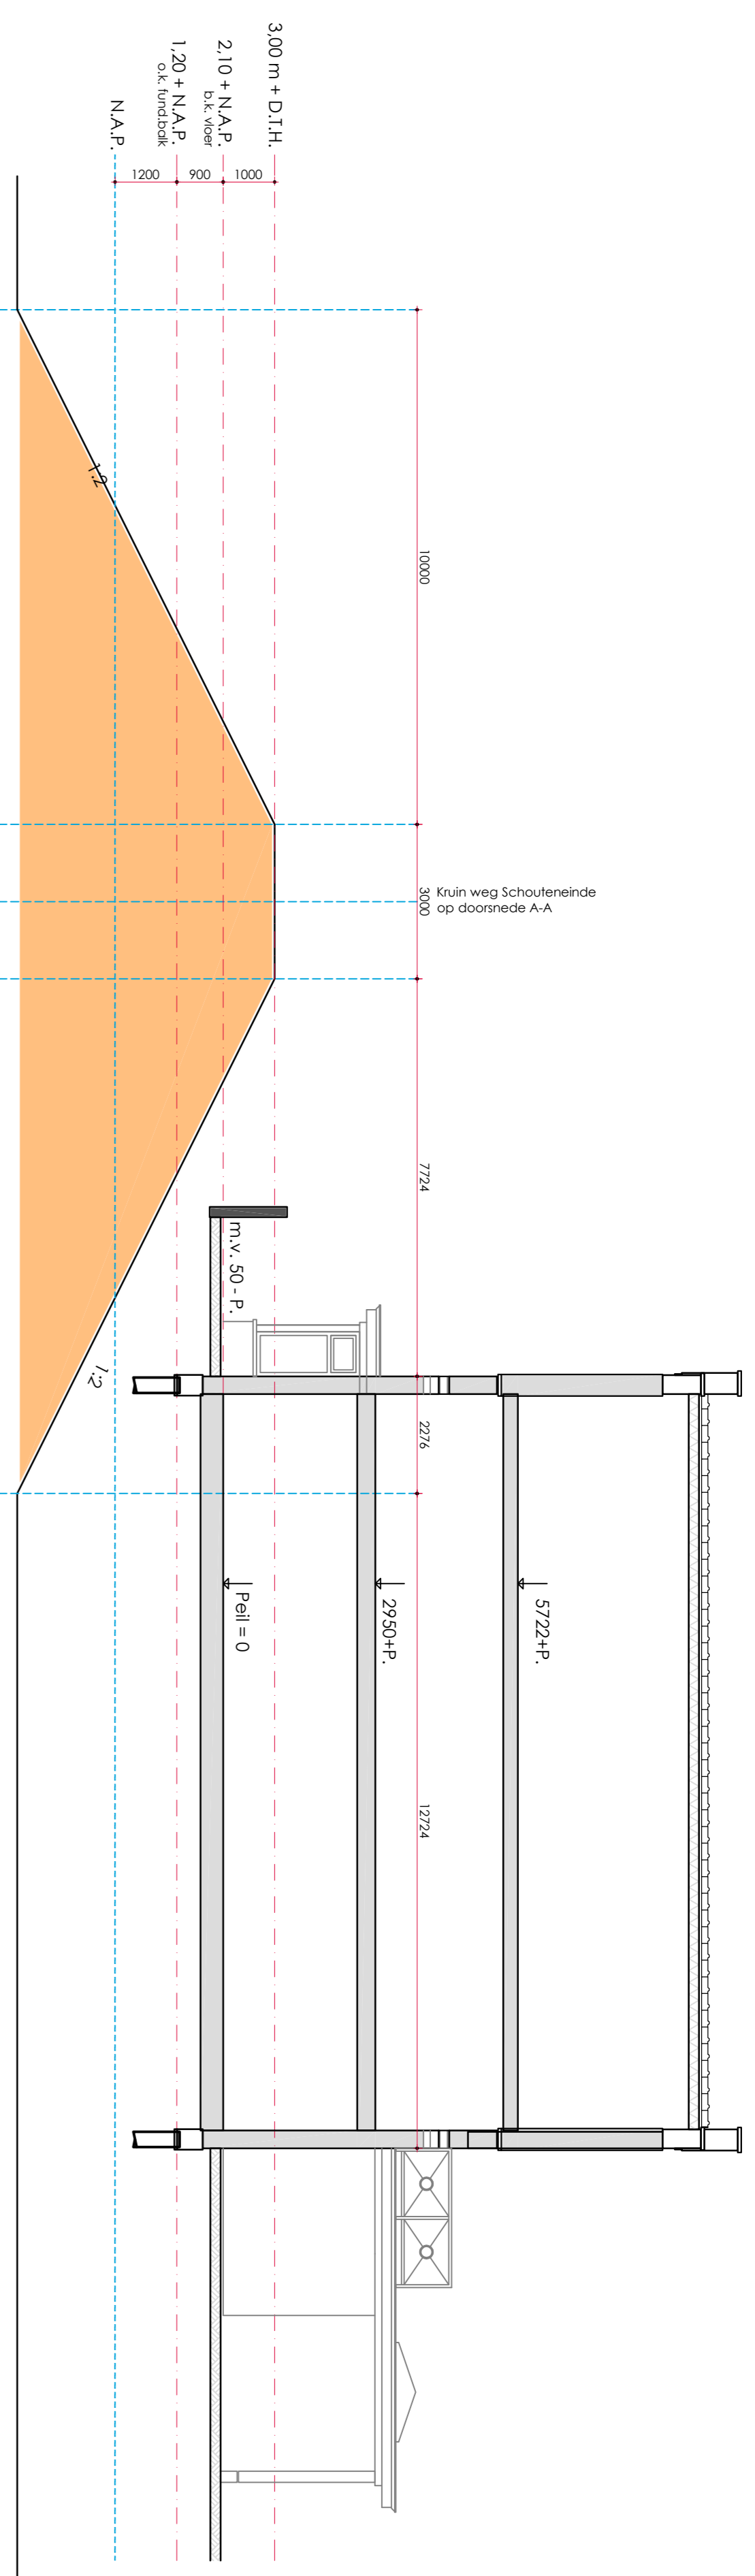 3,00 m + D.T.H.
2,10 + N.A.P.
b.k. vloer
1,20 + N.A.P.
o.k. fund.balk
N.A.P.
1000
900
1200
10000
3000
7724
2276
12724
Kruin weg Schouteneinde
op doorsnede A-A
1:2
1:2
m.v. 50 - P.
5722+P.
2950+P.
Peil = 0